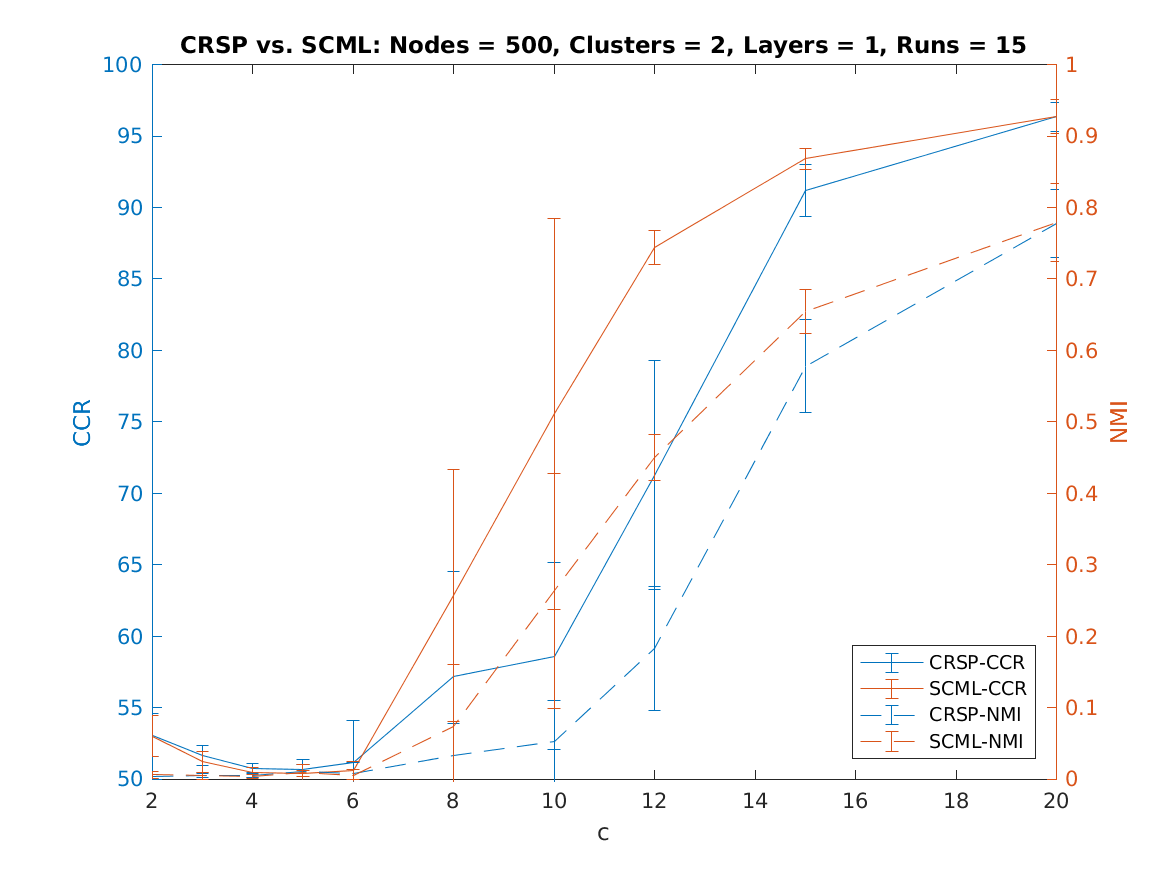 CRSP vs. SCML: Nodes = 500, Clusters = 2, Layers = 1, Runs = 15
100
95
90
85
80
75
70
65
60
55
50
CCR
1
0.9
0.8
0.7
0.6
0.5
0.4
0.3
0.2
0.1
0
NMI
CRSP-CCR
SCML-CCR
CRSP-NMI
SCML-NMI
2 4 6 8 10 12 14 16 18 20
c